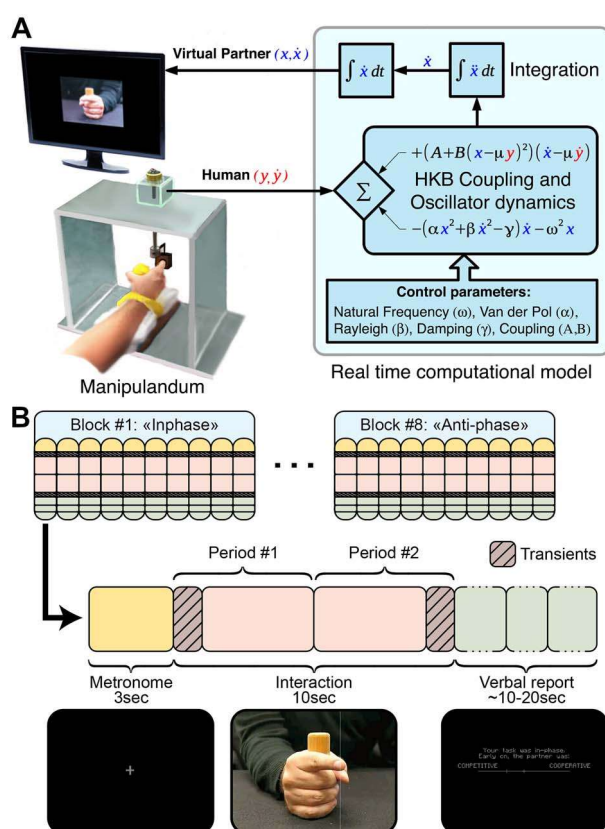 A
Virtual Partner (x,ẋ)
∫ ẋ dt
ẋ
∫ ẍ dt
Integration
Human (y,ẏ)
Σ
+(A+B(x−μy)²)(ẋ−μẏ)
HKB Coupling and
Oscillator dynamics
−(αx²+βẋ²−γ)ẋ−ω²x
Control parameters:
Natural Frequency (ω), Van der Pol (α),
Rayleigh (β), Damping (γ), Coupling (A,B)
Manipulandum
Real time computational model
B
Block #1: «Inphase»
. . .
Block #8: «Anti-phase»
Period #1
Period #2
Transients
Metronome
3sec
Interaction
10sec
Verbal report
~10-20sec
+
Your task was in-phase.
Early on, the partner was:
COMPETITIVE
COOPERATIVE